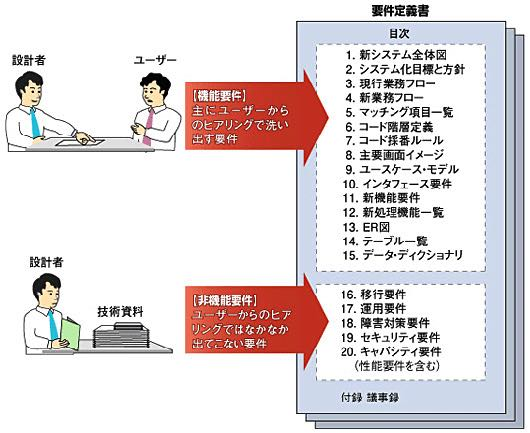 要件定義書
目次
設計者
ユーザー
【機能要件】
主にユーザーから
のヒアリングで洗い
出す要件
1. 新システム全体図
2. システム化目標と方針
3. 現行業務フロー
4. 新業務フロー
5. マッチング項目一覧
6. コード階層定義
7. コード採番ルール
8. 主要画面イメージ
9. ユースケース・モデル
10. インタフェース要件
11. 新機能要件
12. 新処理機能一覧
13. ER図
14. テーブル一覧
15. データ・ディクショナリ
設計者
技術資料
【非機能要件】
ユーザーからのヒア
リングではなかなか
出てこない要件
16. 移行要件
17. 運用要件
18. 障害対策要件
19. セキュリティ要件
20. キャパシティ要件
(性能要件を含む)
付録 議事録